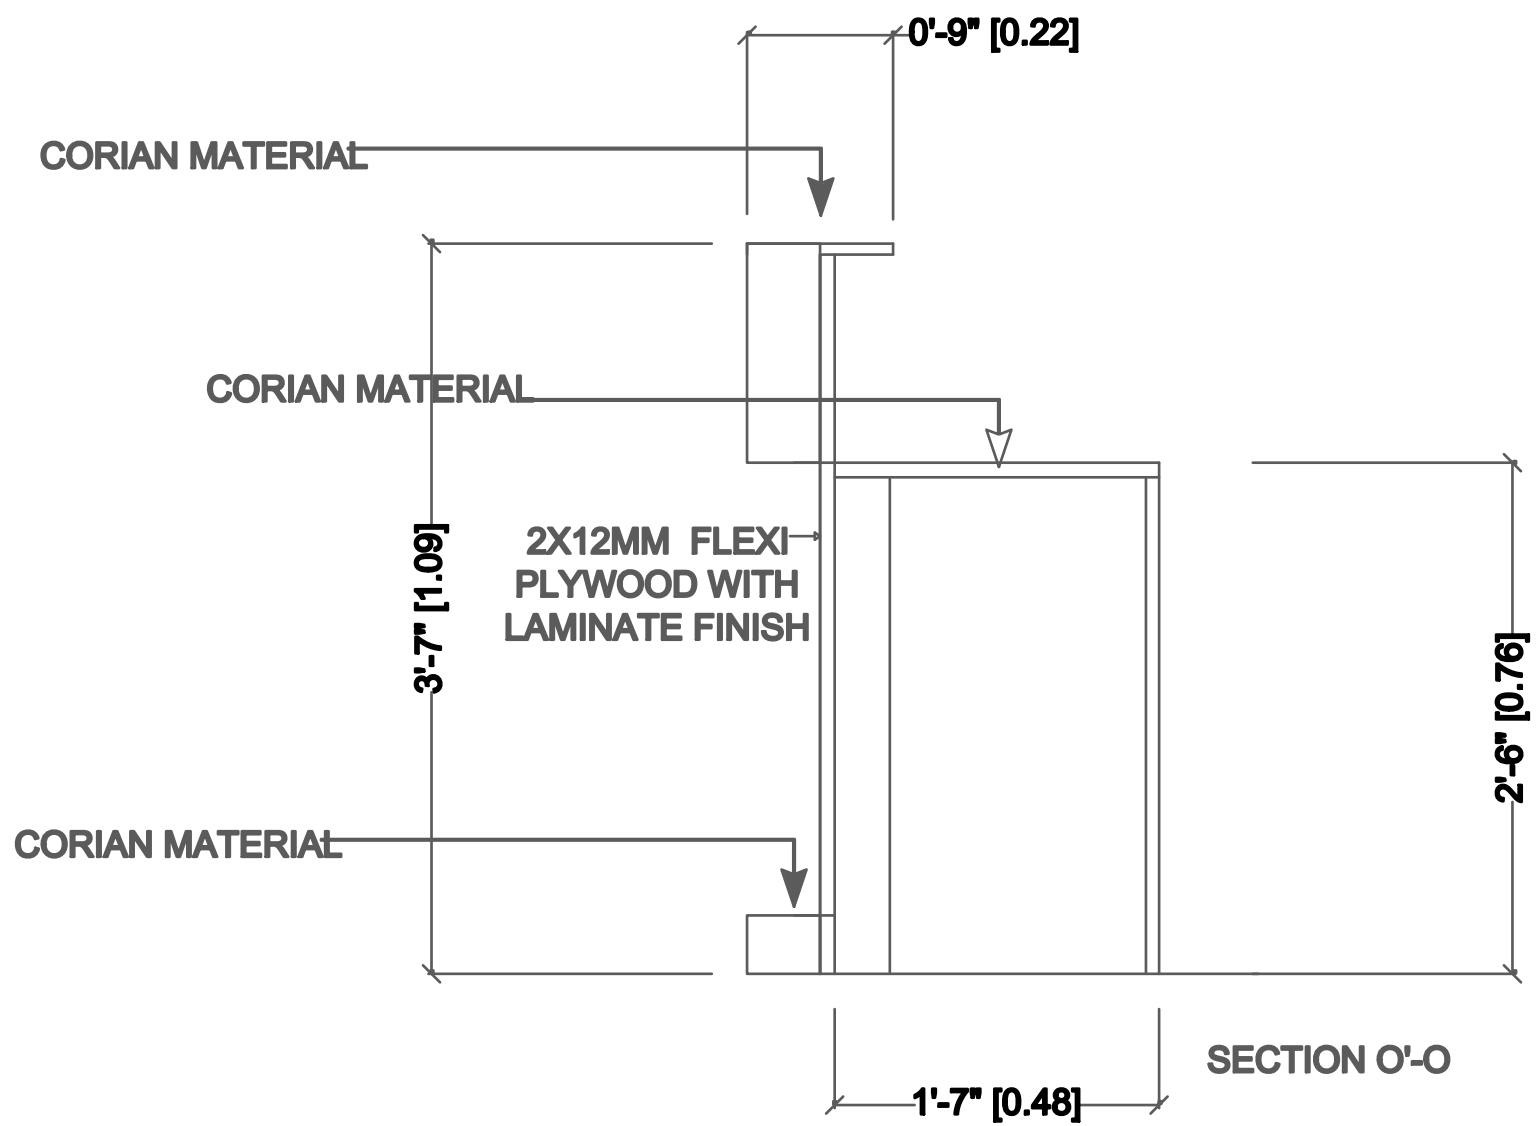 0'-9" [0.22]
CORIAN MATERIAL
CORIAN MATERIAL
2X12MM FLEXI
PLYWOOD WITH
LAMINATE FINISH
3'-7" [1.09]
2'-6" [0.76]
CORIAN MATERIAL
SECTION O'-O
1'-7" [0.48]